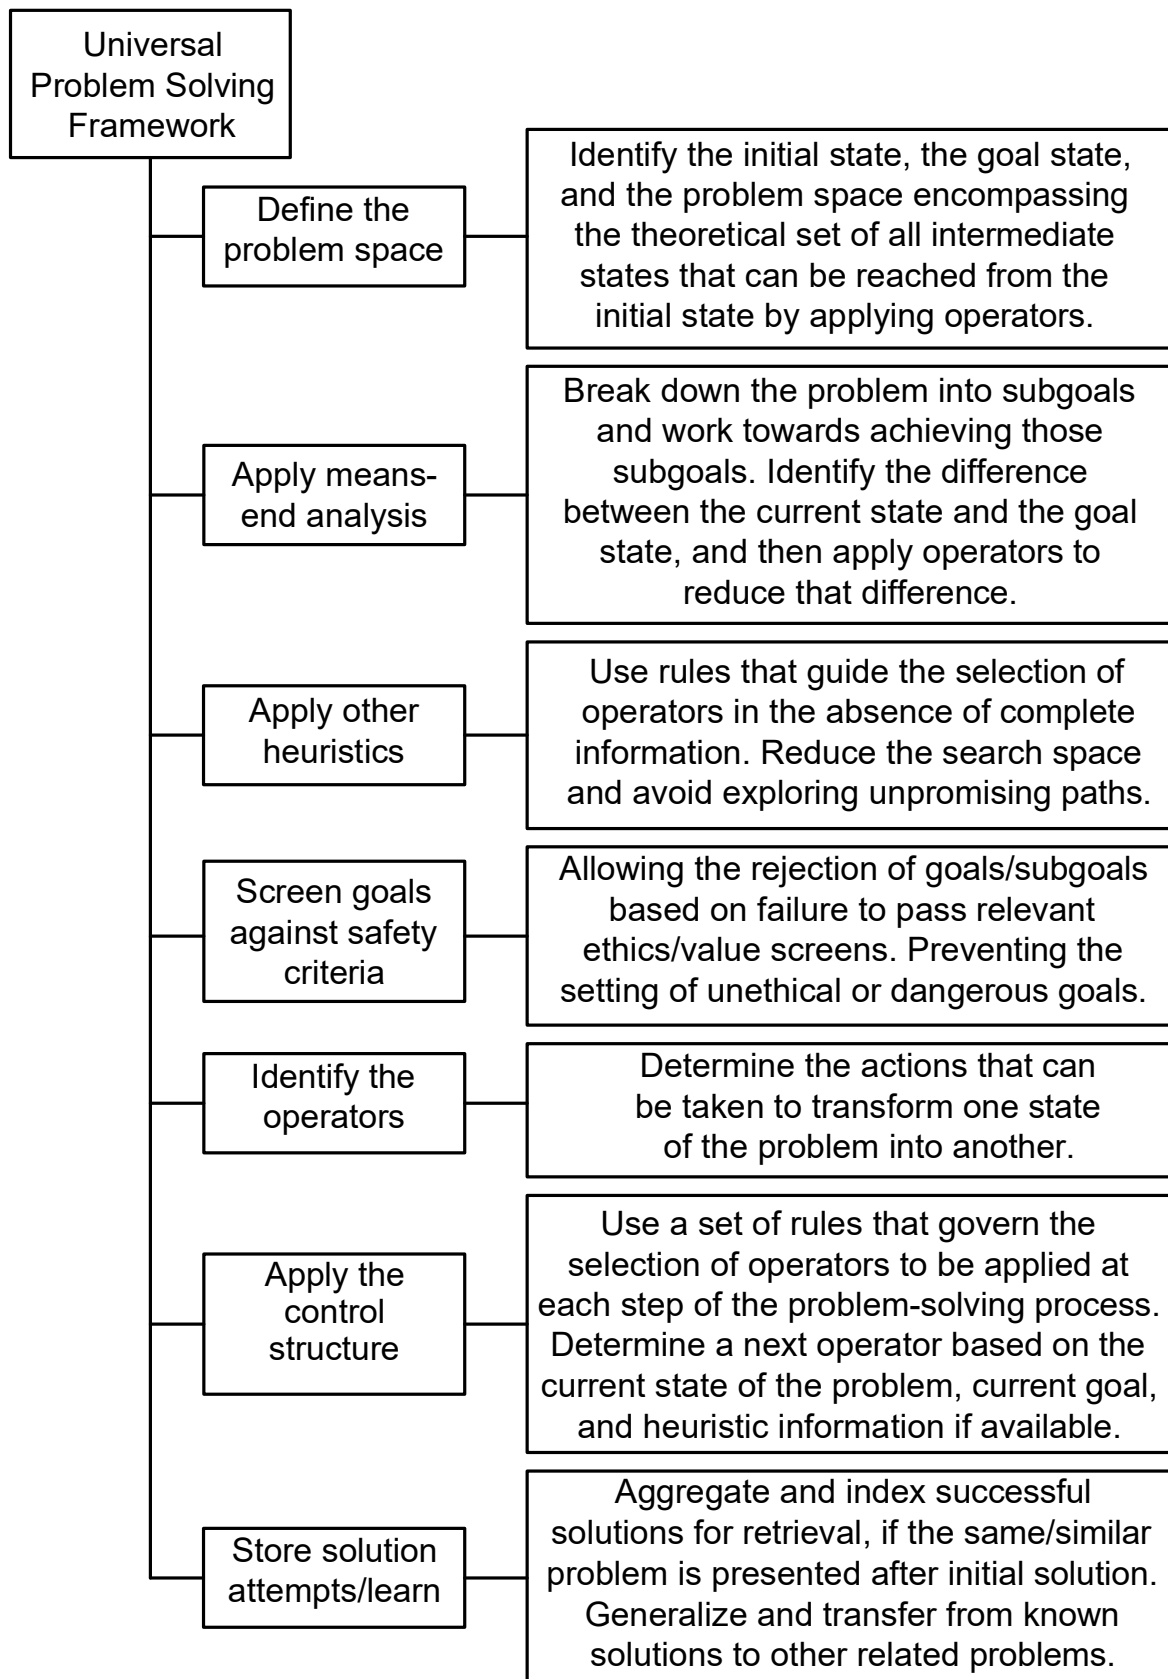 Universal
Problem Solving
Framework
Define the
problem space
Identify the initial state, the goal state,
and the problem space encompassing
the theoretical set of all intermediate
states that can be reached from the
initial state by applying operators.
Apply means-
end analysis
Break down the problem into subgoals
and work towards achieving those
subgoals. Identify the difference
between the current state and the goal
state, and then apply operators to
reduce that difference.
Apply other
heuristics
Use rules that guide the selection of
operators in the absence of complete
information. Reduce the search space
and avoid exploring unpromising paths.
Screen goals
against safety
criteria
Allowing the rejection of goals/subgoals
based on failure to pass relevant
ethics/value screens. Preventing the
setting of unethical or dangerous goals.
Identify the
operators
Determine the actions that can
be taken to transform one state
of the problem into another.
Apply the
control
structure
Use a set of rules that govern the
selection of operators to be applied at
each step of the problem-solving process.
Determine a next operator based on the
current state of the problem, current goal,
and heuristic information if available.
Store solution
attempts/learn
Aggregate and index successful
solutions for retrieval, if the same/similar
problem is presented after initial solution.
Generalize and transfer from known
solutions to other related problems.